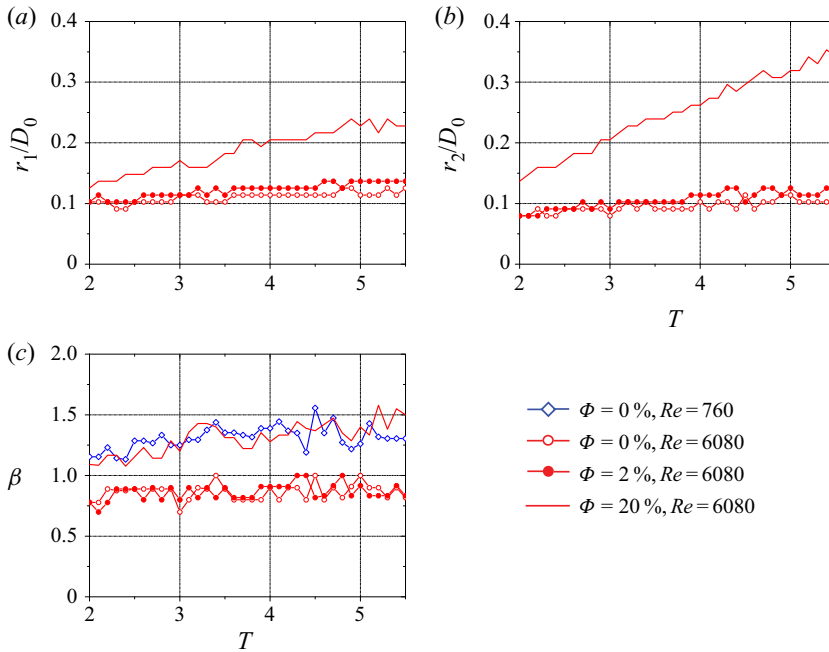 (a)
0.4
0.3
r1/D0
0.2
0.1
0
2 3 4 5
(b)
0.4
0.3
r2/D0
0.2
0.1
0
2 3 4 5
T
(c)
2.0
1.5
β 1.0
0.5
0
2 3 4 5
T
Φ = 0 %, Re = 760
Φ = 0 %, Re = 6080
Φ = 2 %, Re = 6080
Φ = 20 %, Re = 6080